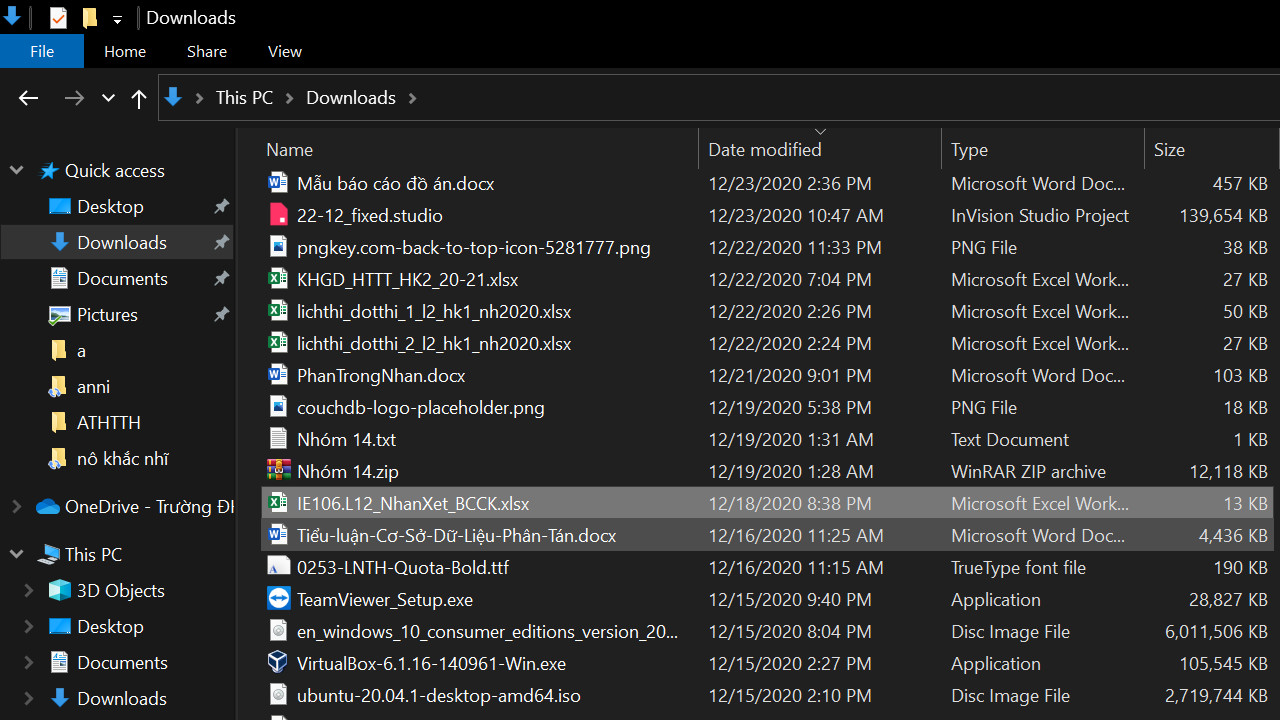 Downloads
File Home Share View
This PC Downloads
Name Date modified Type Size
Quick access
Desktop
Downloads
Documents
Pictures
a
anni
ATHTTH
nô khắc nhĩ
OneDrive - Trường ĐH
This PC
3D Objects
Desktop
Documents
Downloads
Mẫu báo cáo đồ án.docx 12/23/2020 2:36 PM Microsoft Word Doc... 457 KB
22-12_fixed.studio 12/23/2020 10:47 AM InVision Studio Project 139,654 KB
pngkey.com-back-to-top-icon-5281777.png 12/22/2020 11:33 PM PNG File 38 KB
KHGD_HTTT_HK2_20-21.xlsx 12/22/2020 7:04 PM Microsoft Excel Work... 27 KB
lichthi_dotthi_1_l2_hk1_nh2020.xlsx 12/22/2020 2:26 PM Microsoft Excel Work... 50 KB
lichthi_dotthi_2_l2_hk1_nh2020.xlsx 12/22/2020 2:24 PM Microsoft Excel Work... 27 KB
PhanTrongNhan.docx 12/21/2020 9:01 PM Microsoft Word Doc... 103 KB
couchdb-logo-placeholder.png 12/19/2020 5:38 PM PNG File 18 KB
Nhóm 14.txt 12/19/2020 1:31 AM Text Document 1 KB
Nhóm 14.zip 12/19/2020 1:28 AM WinRAR ZIP archive 12,118 KB
IE106.L12_NhanXet_BCCK.xlsx 12/18/2020 8:38 PM Microsoft Excel Work... 13 KB
Tiểu-luận-Cơ-Sở-Dữ-Liệu-Phân-Tán.docx 12/16/2020 11:25 AM Microsoft Word Doc... 4,436 KB
0253-LNTH-Quota-Bold.ttf 12/16/2020 11:15 AM TrueType font file 190 KB
TeamViewer_Setup.exe 12/15/2020 9:40 PM Application 28,827 KB
en_windows_10_consumer_editions_version_20... 12/15/2020 8:04 PM Disc Image File 6,011,506 KB
VirtualBox-6.1.16-140961-Win.exe 12/15/2020 2:27 PM Application 105,545 KB
ubuntu-20.04.1-desktop-amd64.iso 12/15/2020 2:10 PM Disc Image File 2,719,744 KB